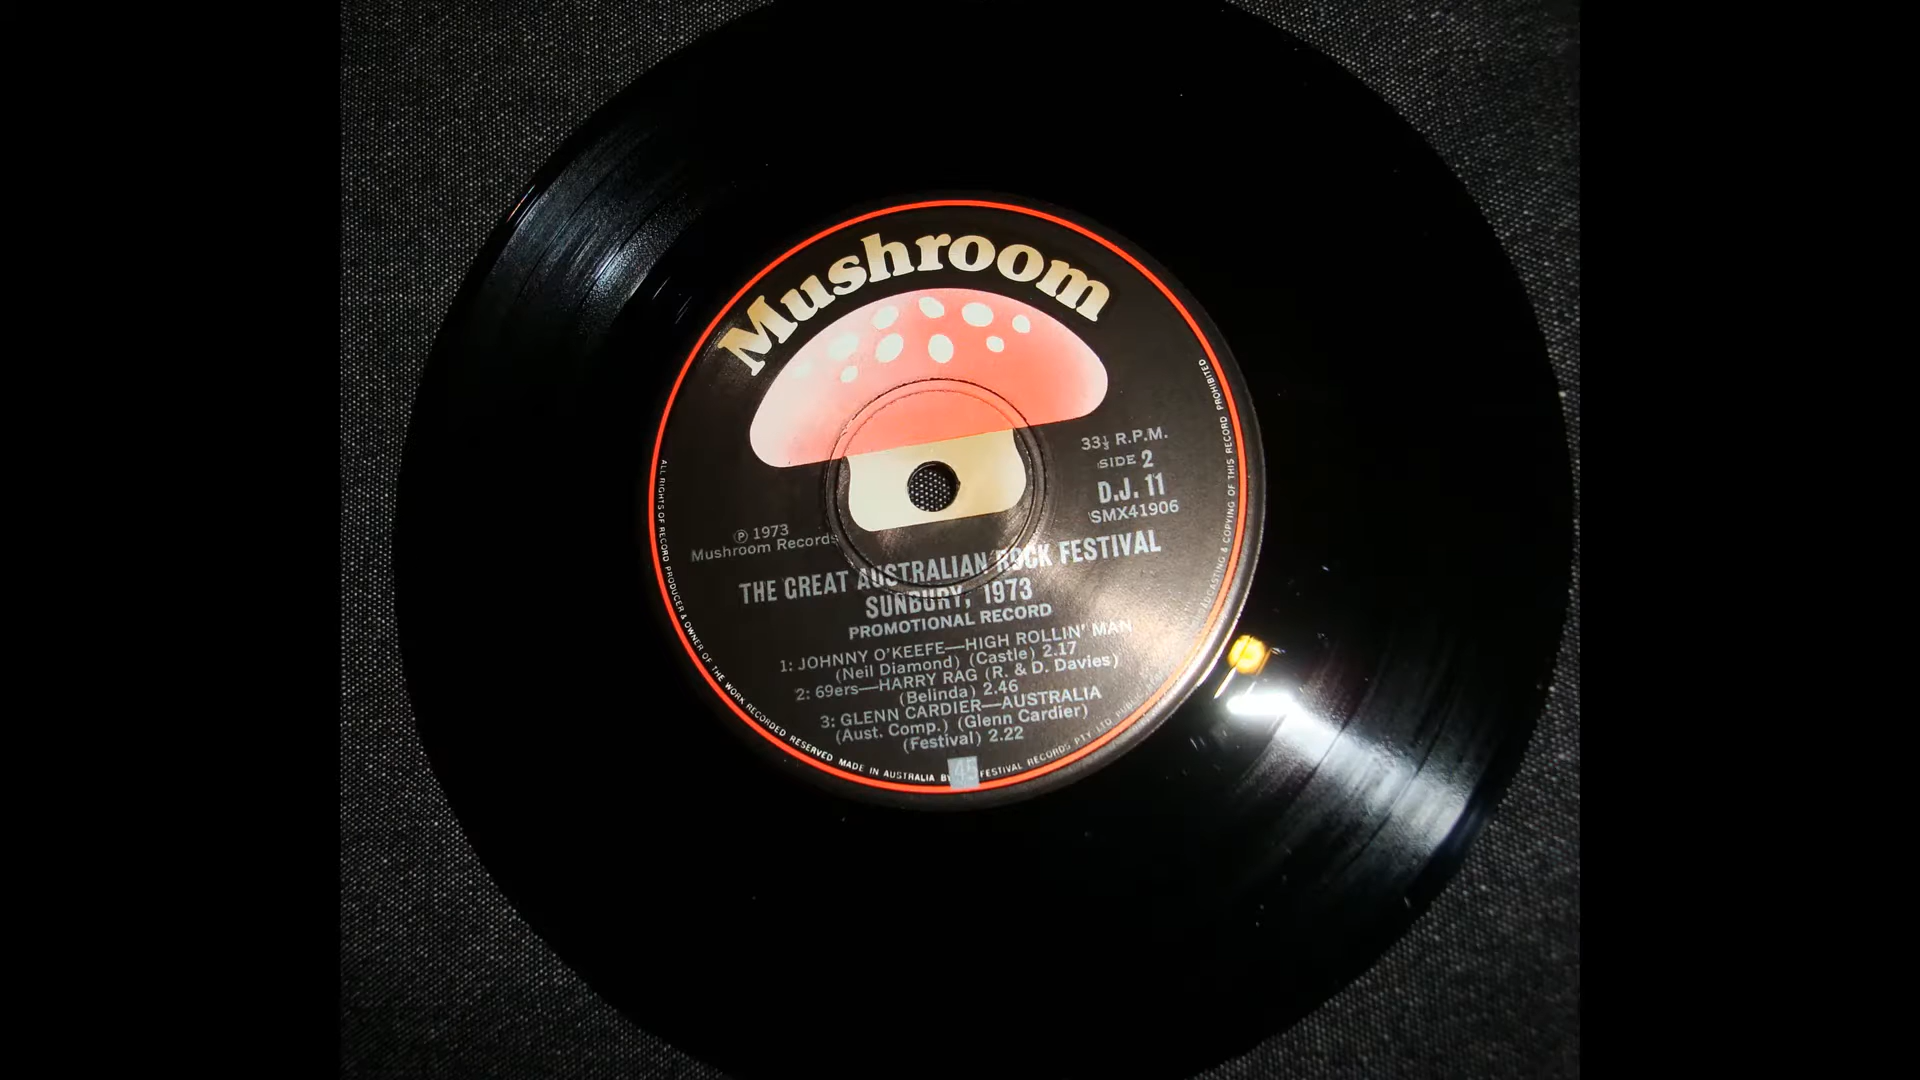 Mushroom
33⅓ R.P.M.
SIDE 2
D.J. 11
SMX41906
Ⓟ 1973
Mushroom Records
THE GREAT AUSTRALIAN ROCK FESTIVAL
SUNBURY, 1973
PROMOTIONAL RECORD
1: JOHNNY O'KEEFE—HIGH ROLLIN' MAN
(Neil Diamond) (Castle) 2.17
2: 69ers—HARRY RAG (R. & D. Davies)
(Belinda) 2.46
3: GLENN CARDIER—AUSTRALIA
(Aust. Comp.) (Glenn Cardier)
(Festival) 2.22
45
ALL RIGHTS OF RECORD PRODUCER & OWNER OF THE WORK RECORDED RESERVED MADE IN AUSTRALIA BY FESTIVAL RECORDS PTY LTD & COPYING OF THIS RECORD PROHIBITED